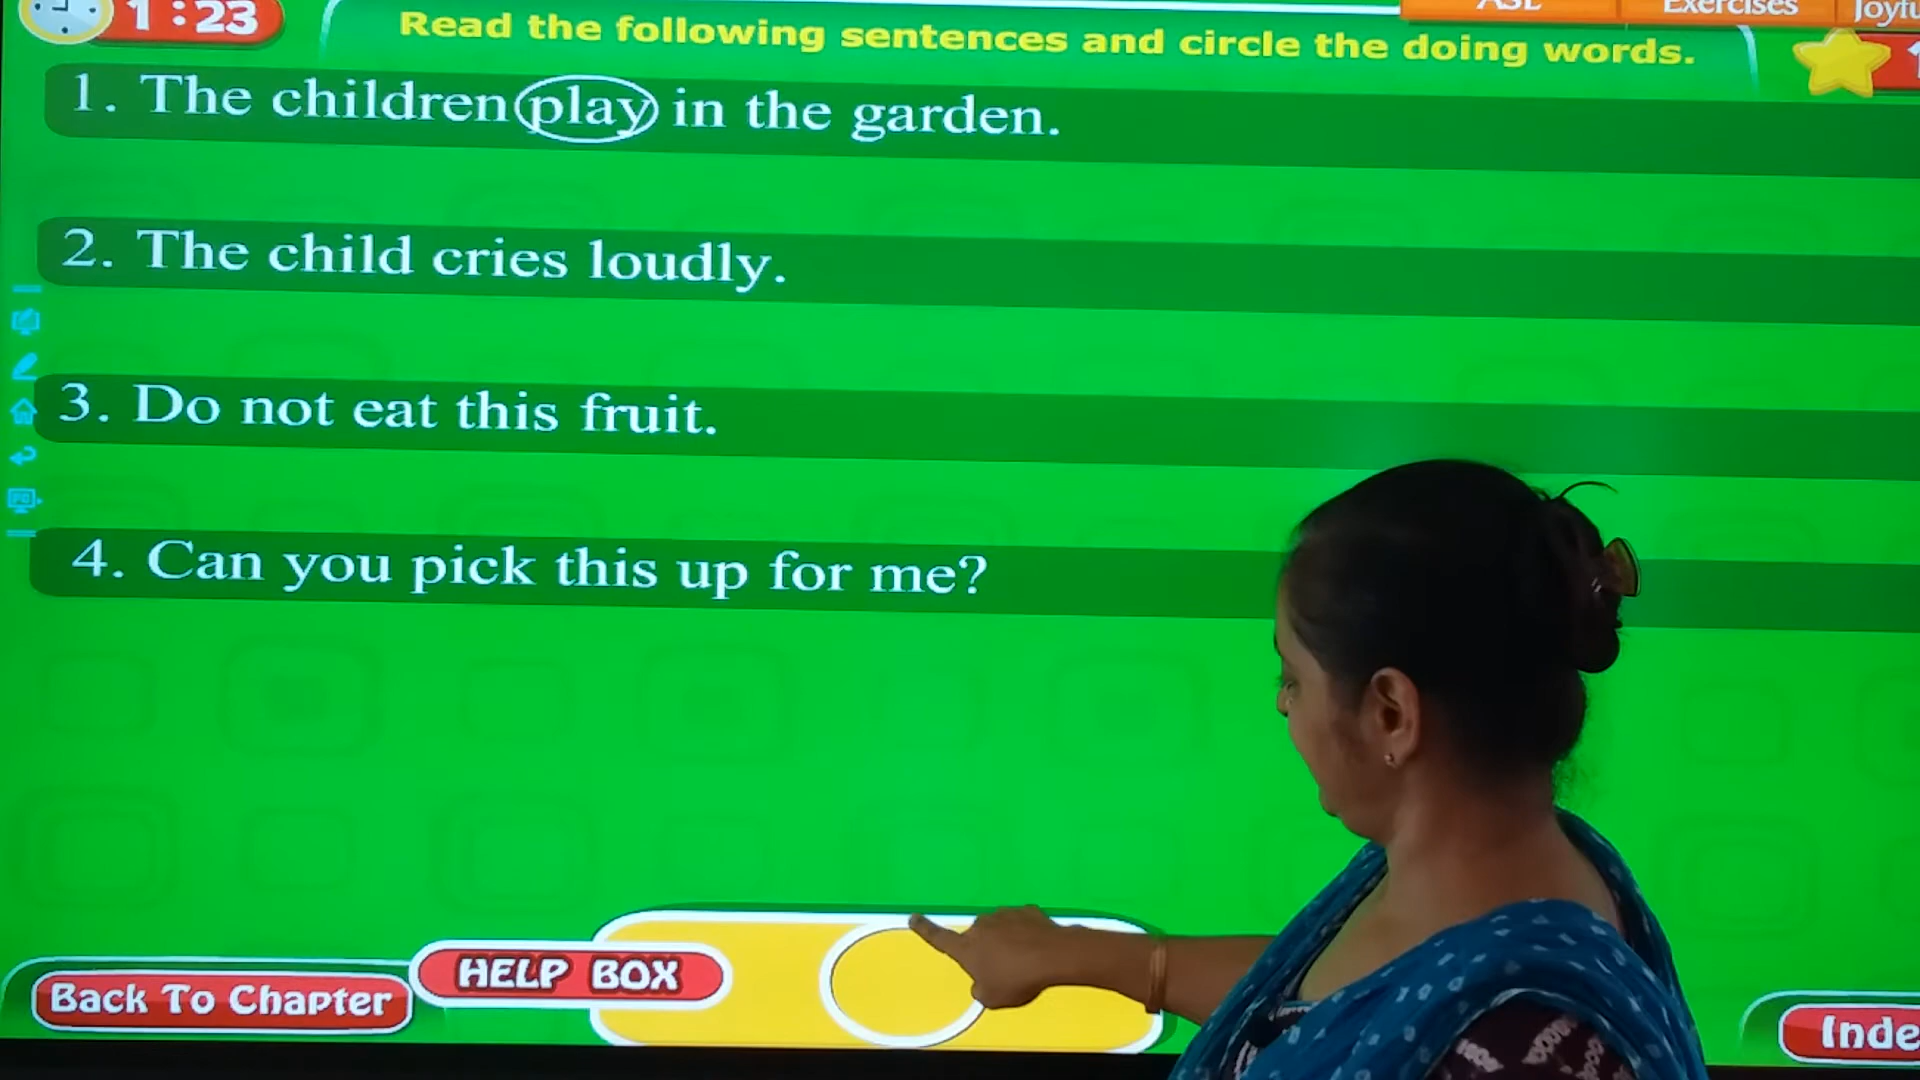 1:23
Read the following sentences and circle the doing words.
Exercises
1. The children play in the garden.
2. The child cries loudly.
3. Do not eat this fruit.
4. Can you pick this up for me?
HELP BOX
Back To Chapter